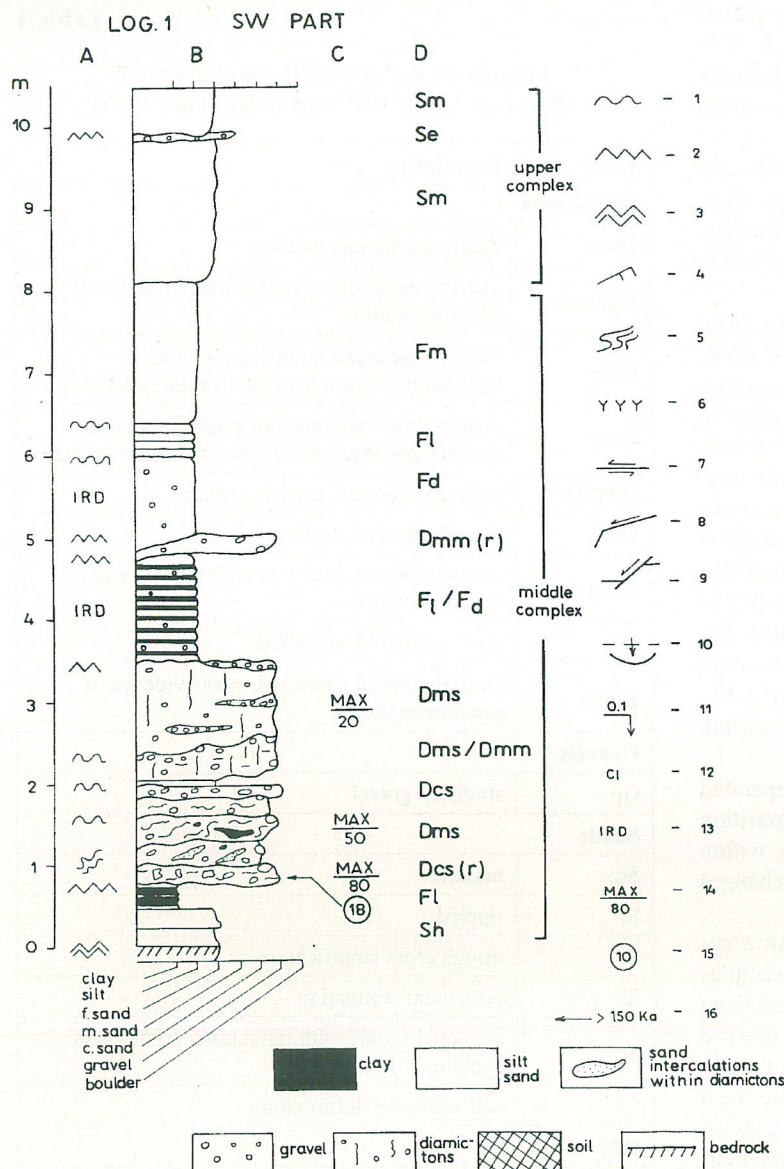 LOG.1 SW PART
A B C D
m
10
9
8
7
6
5
4
3
2
1
0
IRD
IRD
MAX
20
MAX
50
MAX
80
18
Sm
Se
Sm
Fm
Fl
Fd
Dmm (r)
Fl / Fd
Dms
Dms / Dmm
Dcs
Dms
Dcs (r)
Fl
Sh
upper
complex
middle
complex
- 1
- 2
- 3
- 4
- 5
- 6
- 7
- 8
- 9
- 10
0.1 - 11
Cl - 12
IRD - 13
MAX
80 - 14
10 - 15
> 150 Ka - 16
clay
silt
f.sand
m.sand
c.sand
gravel
boulder
clay
silt
sand
sand
intercalations
within diamictons
gravel
diamic-
tons
soil
bedrock